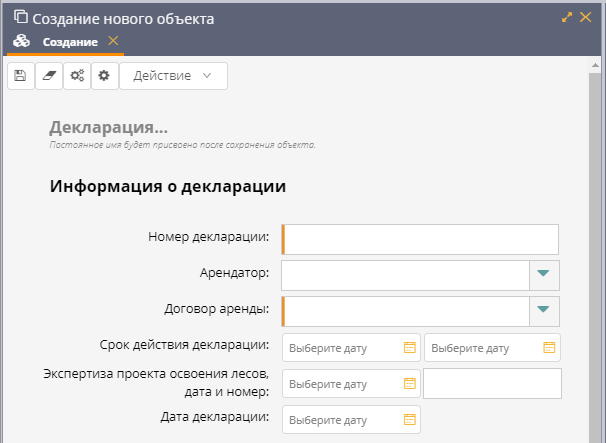 Создание нового объекта
Создание
Действие
Декларация...
Постоянное имя будет присвоено после сохранения объекта.
Информация о декларации
Номер декларации:
Арендатор:
Договор аренды:
Срок действия декларации: Выберите дату Выберите дату
Экспертиза проекта освоения лесов,
дата и номер: Выберите дату
Дата декларации: Выберите дату